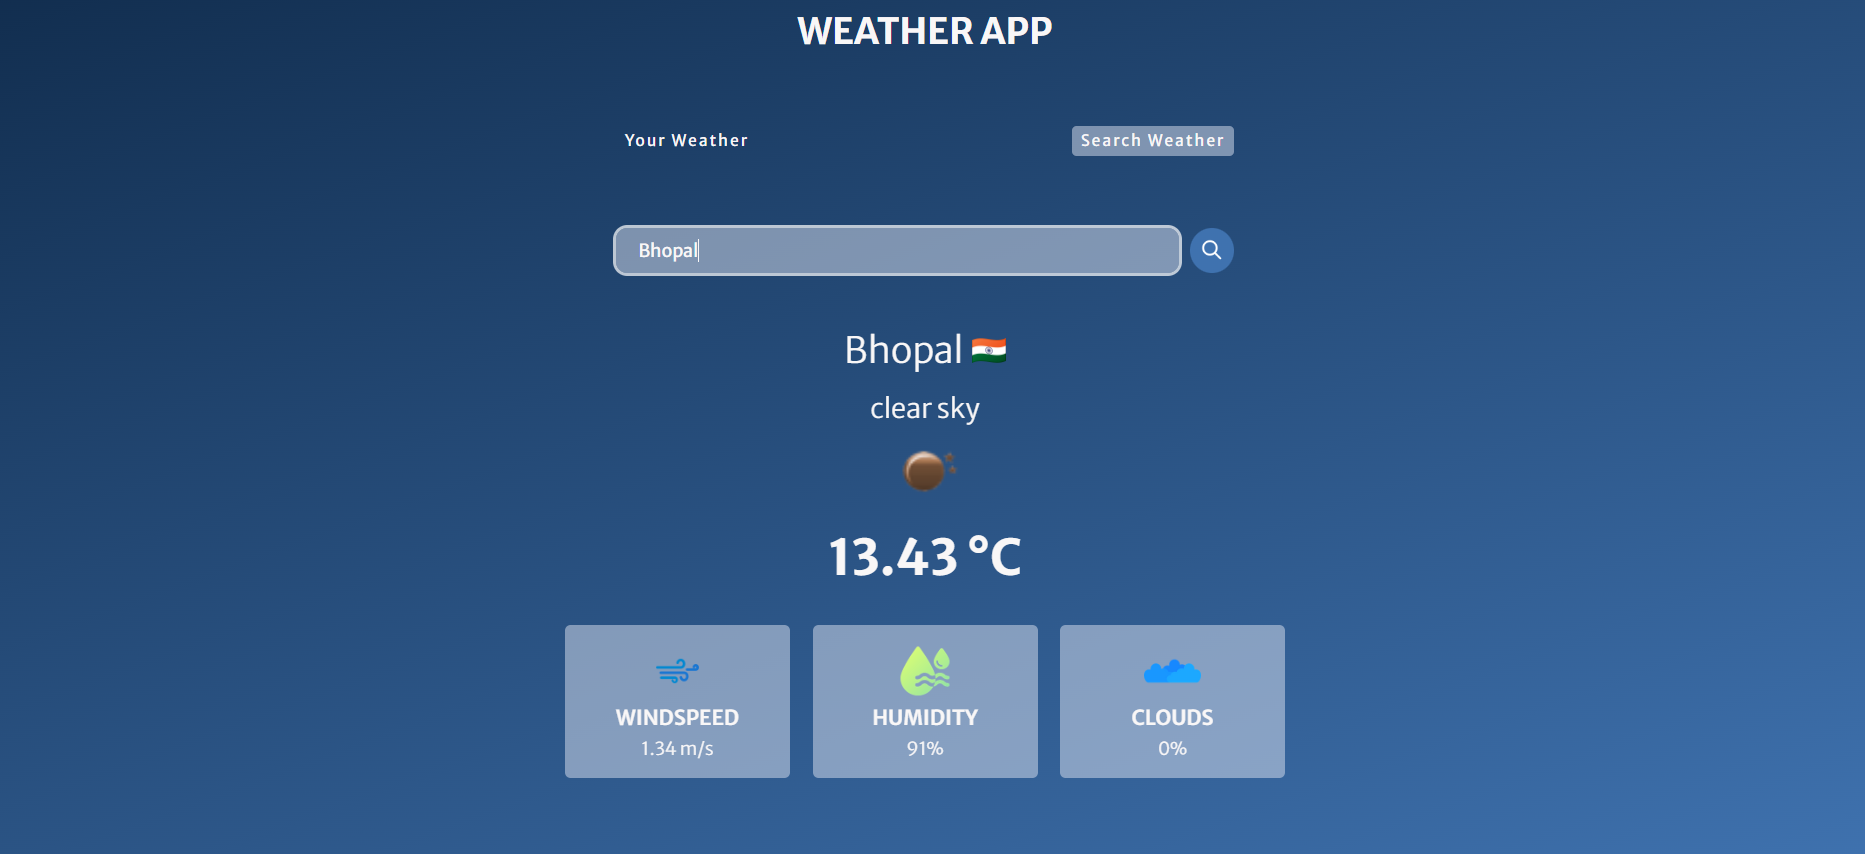 WEATHER APP
Your Weather
Search Weather
Bhopal
Bhopal
clear sky
13.43 °C
WINDSPEED
1.34 m/s
HUMIDITY
91%
CLOUDS
0%